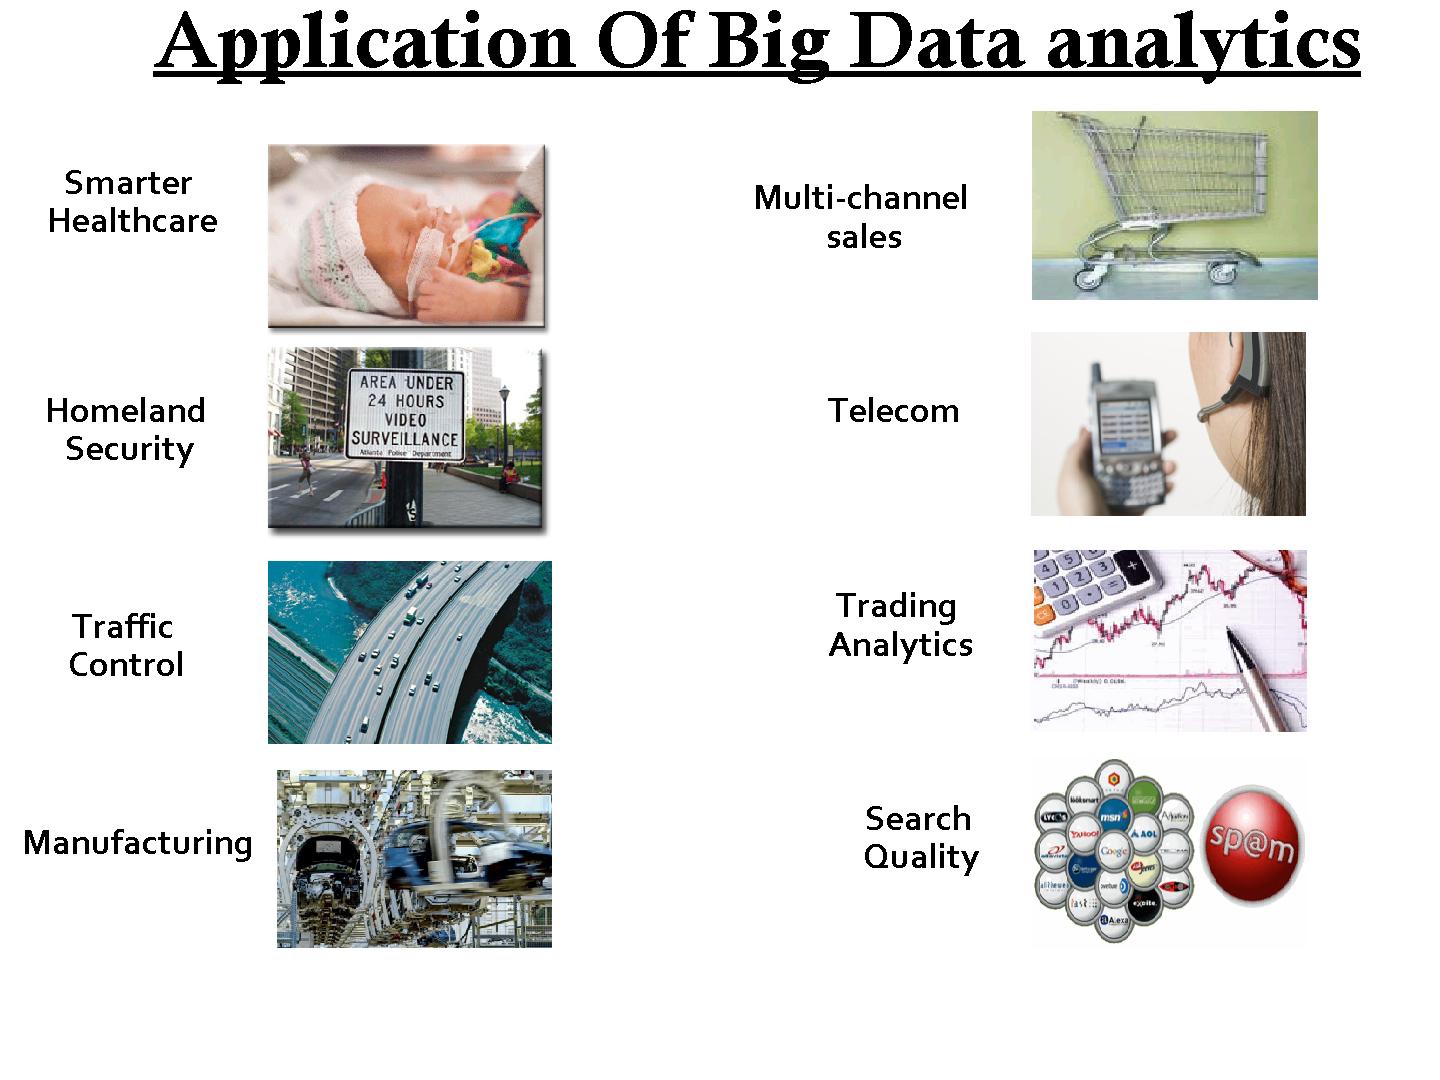 Application Of Big Data analytics
Smarter
Healthcare
Multi-channel
sales
AREA UNDER
24 HOURS
VIDEO
SURVEILLANCE
Atlanta Police Department
Homeland
Security
Telecom
Traffic
Control
Trading
Analytics
Manufacturing
Search
Quality
looksmart
msn
YAHOO!
AOL
Google
excite
Alexa
sp@m